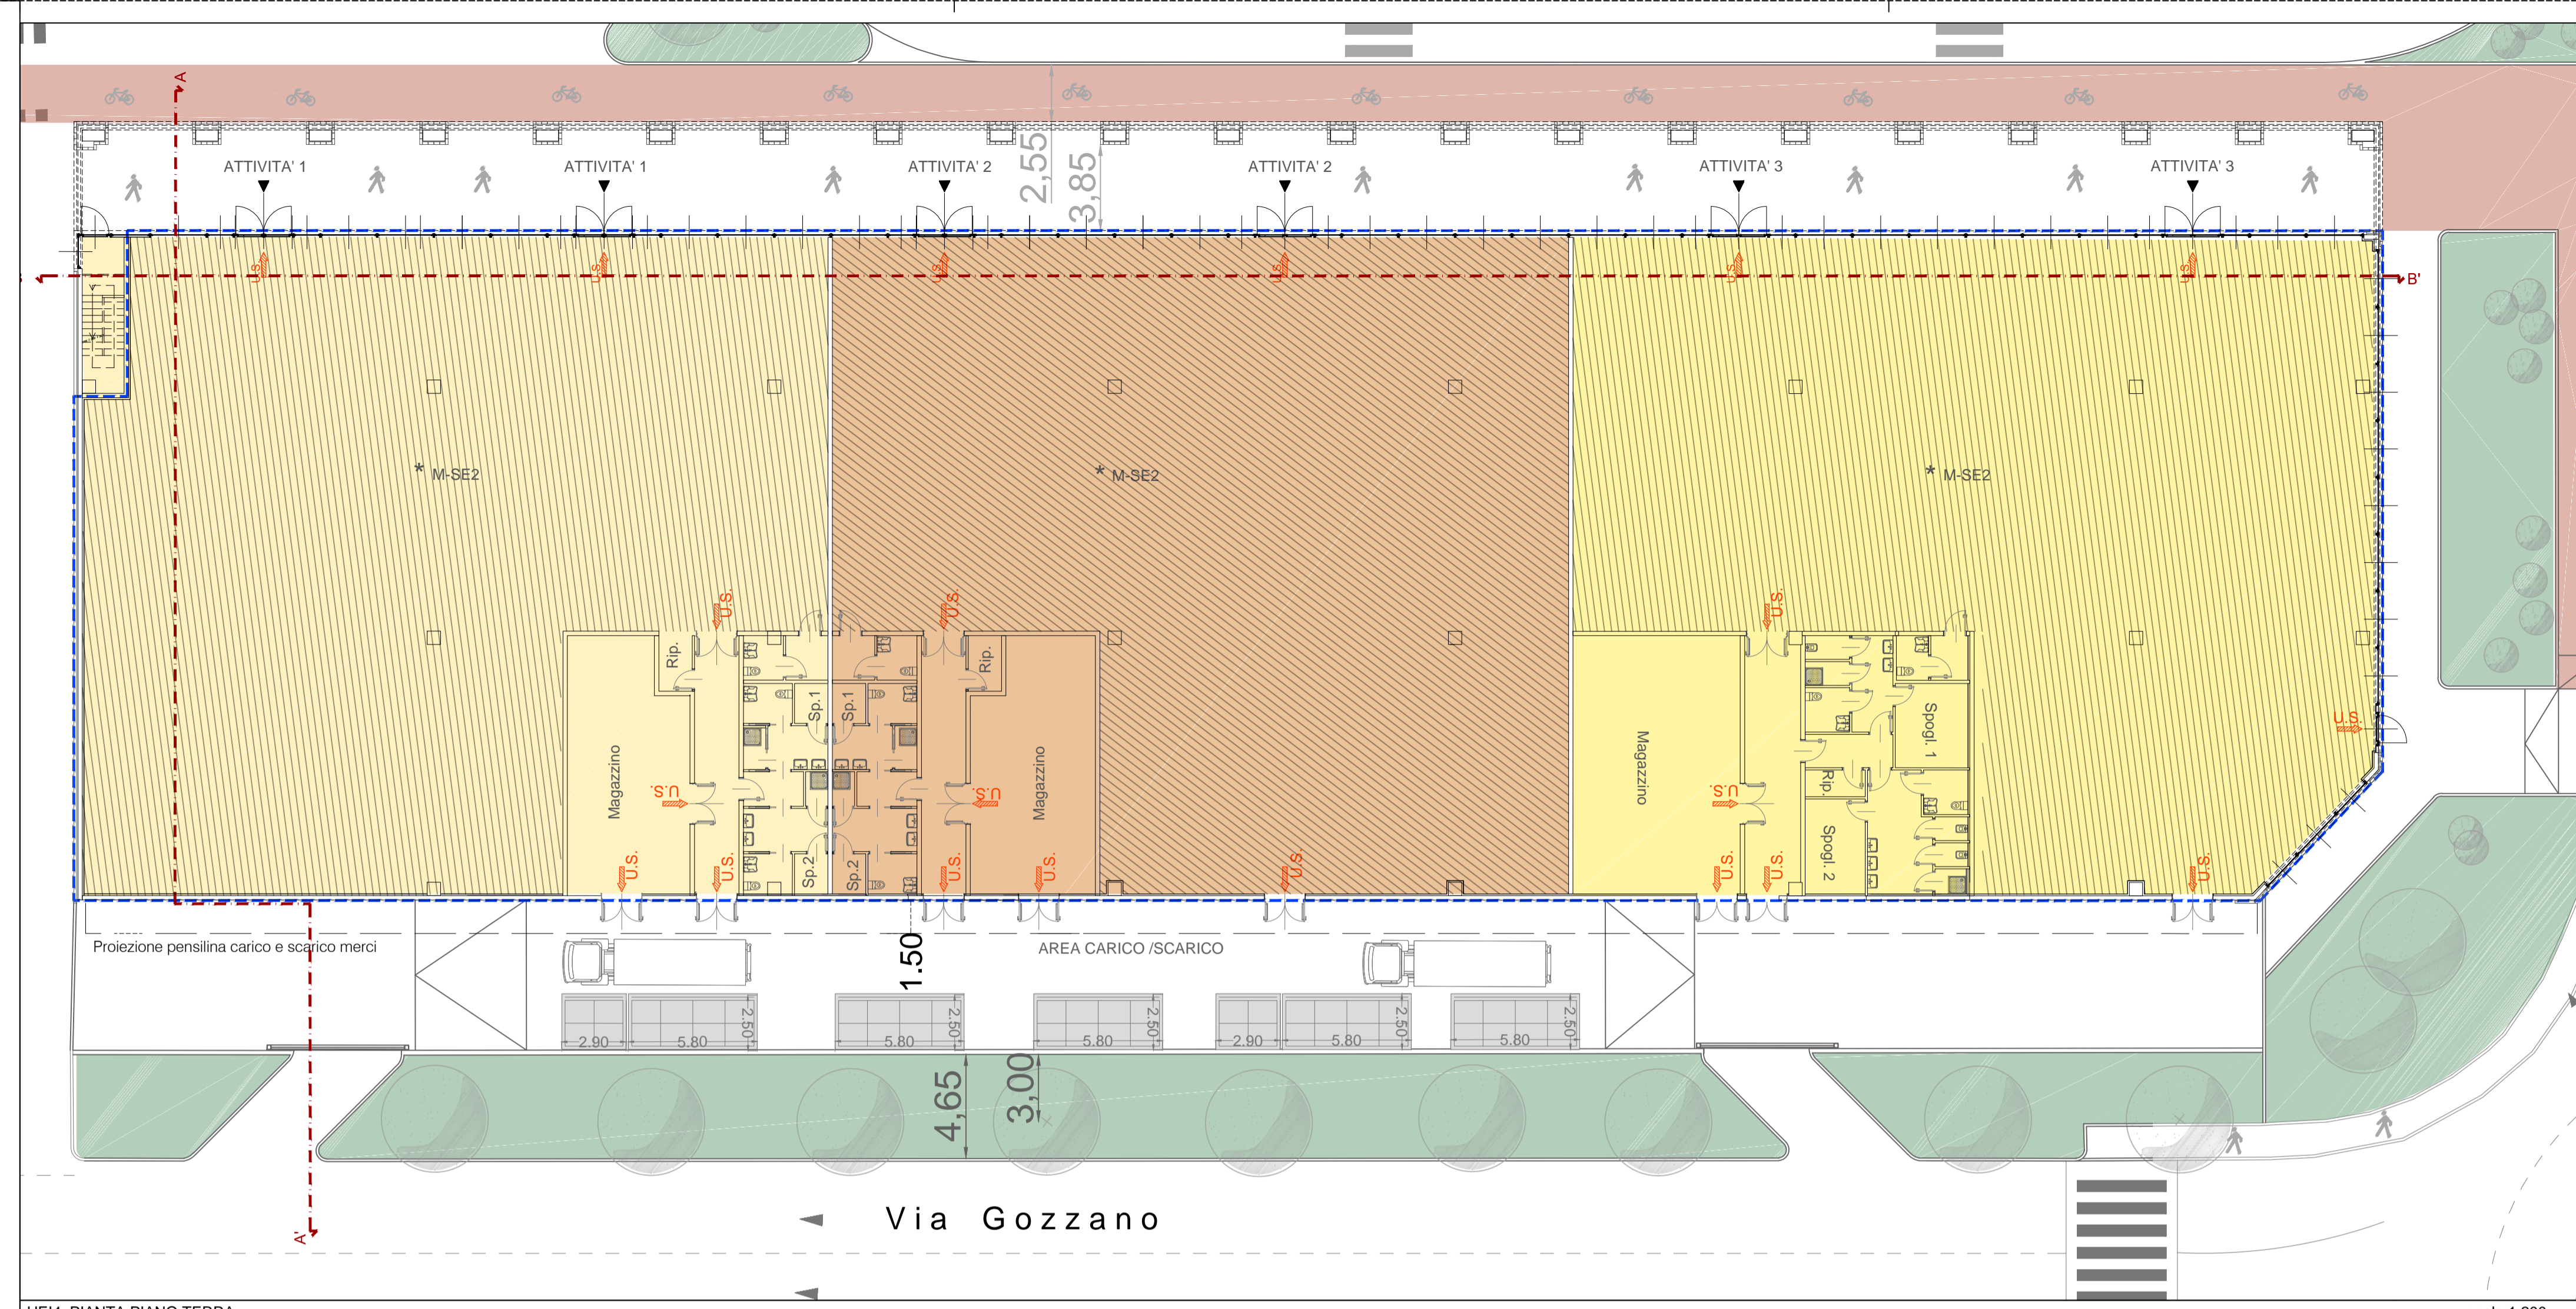 A
ATTIVITA' 1
ATTIVITA' 1
ATTIVITA' 2
2,55
3,85
ATTIVITA' 2
ATTIVITA' 3
ATTIVITA' 3
U.S.
U.S.
U.S.
U.S.
U.S.
U.S.
B'
* M-SE2
* M-SE2
* M-SE2
U.S.
U.S.
U.S.
Rip.
Rip.
Sp.1
Sp.1
Spogl. 1
U.S.
Magazzino
Magazzino
Magazzino
U.S.
U.S.
U.S.
Rip.
Sp.2
Sp.2
Spogl. 2
U.S.
U.S.
U.S.
U.S.
U.S.
U.S.
U.S.
Proiezione pensilina carico e scarico merci
1.50
AREA CARICO /SCARICO
2.90
5.80
2.50
5.80
2.50
5.80
2.50
2.90
5.80
2.50
5.80
2.50
4,65
3,00
A'
Via Gozzano